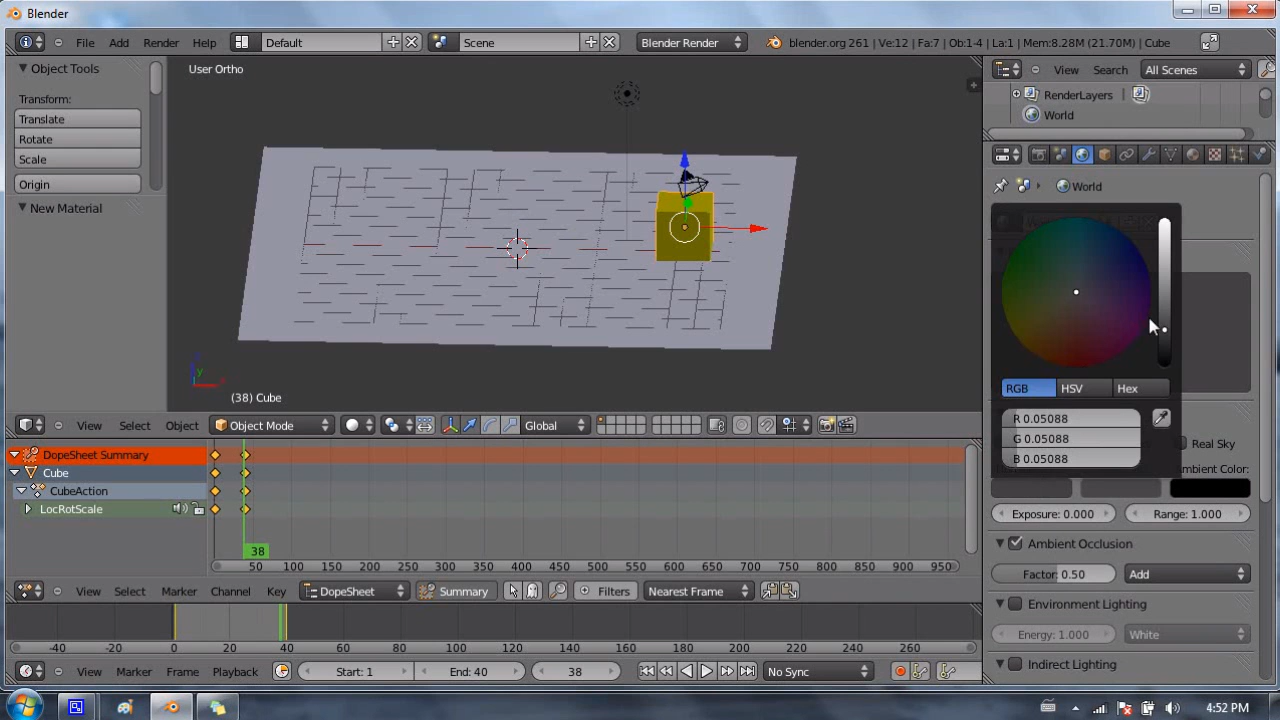 Blender
File Add Render Help Default Scene Blender Render blender.org 261 | Ve:12 | Fa:7 | Ob:1-4 | La:1 | Mem:8.28M (21.70M) | Cube
Object Tools
Transform:
Translate
Rotate
Scale
Origin
New Material
User Ortho
(38) Cube
View Search All Scenes
RenderLayers
World
World
RGB HSV Hex
R 0.05088
G 0.05088
B 0.05088
Real Sky
Ambient Color:
Exposure: 0.000 Range: 1.000
Ambient Occlusion
Factor: 0.50 Add
Environment Lighting
Energy: 1.000 White
Indirect Lighting
View Select Object Object Mode Global
DopeSheet Summary
Cube
CubeAction
LocRotScale
38
50 100 150 200 250 300 350 400 450 500 550 600 650 700 750 800 850 900 950
View Select Marker Channel Key DopeSheet Summary Filters Nearest Frame
-40 -20 0 20 40 60 80 100 120 140 160 180 200 220 240 260
View Marker Frame Playback Start: 1 End: 40 38 No Sync
4:52 PM